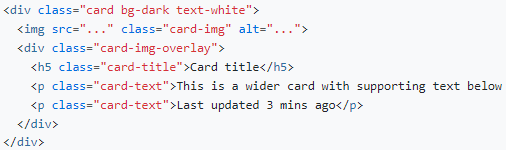 <div class="card bg-dark text-white">
  <img src="..." class="card-img" alt="...">
  <div class="card-img-overlay">
    <h5 class="card-title">Card title</h5>
    <p class="card-text">This is a wider card with supporting text below
    <p class="card-text">Last updated 3 mins ago</p>
  </div>
</div>